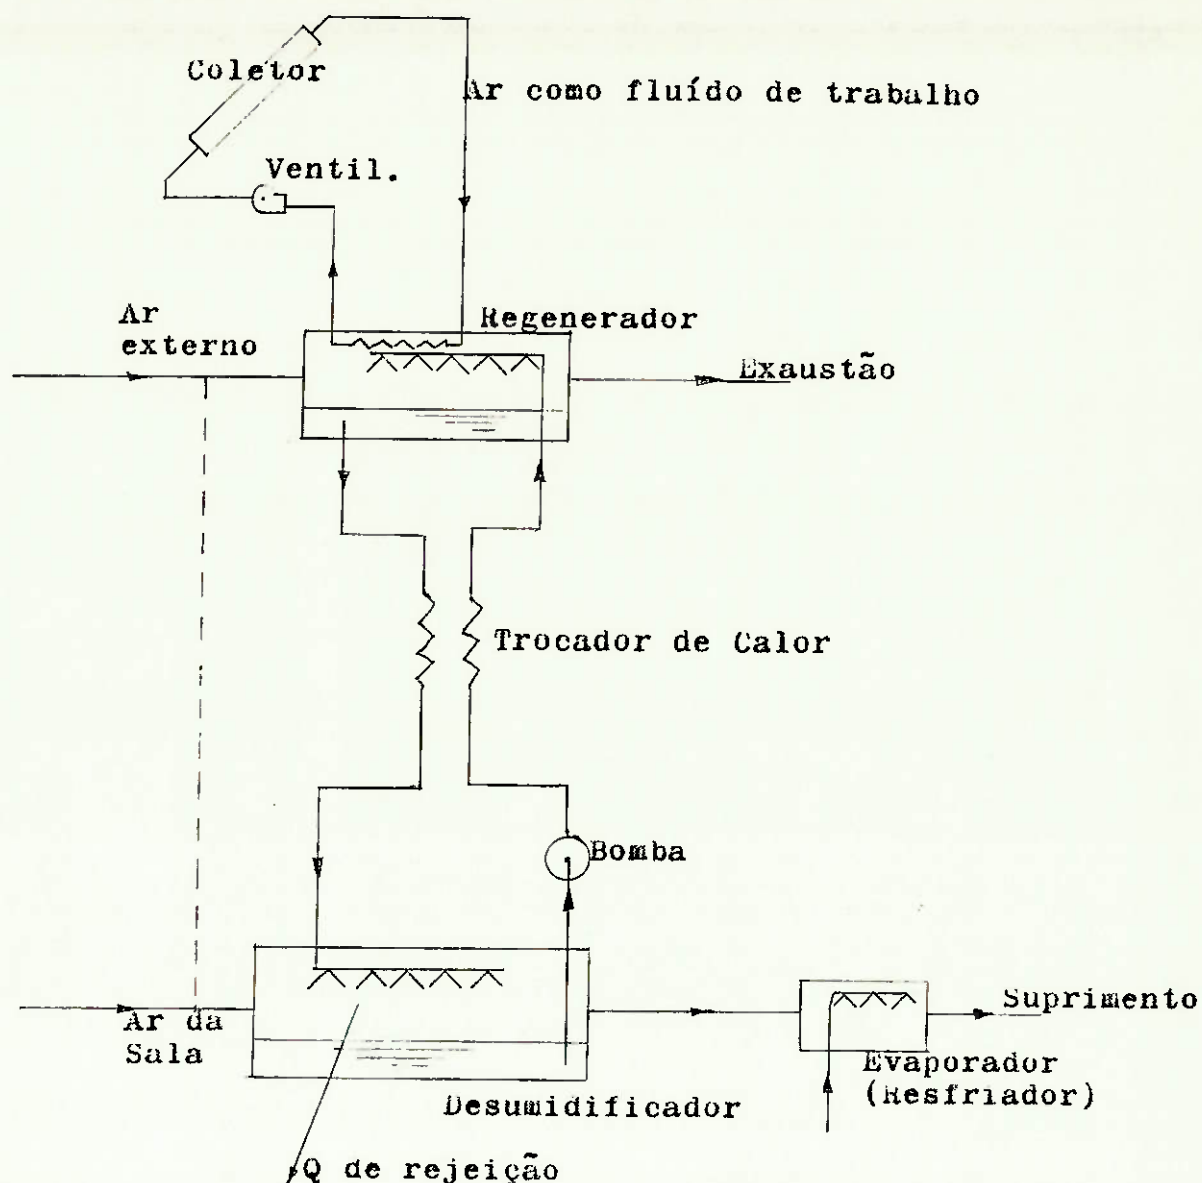 Coletor
Ar como fluído de trabalho
Ventil.
Ar
externo
Regenerador
Exaustão
Trocador de Calor
Bomba
Ar da
Sala
Suprimento
Evaporador
(Resfriador)
Desumidificador
Q de rejeição